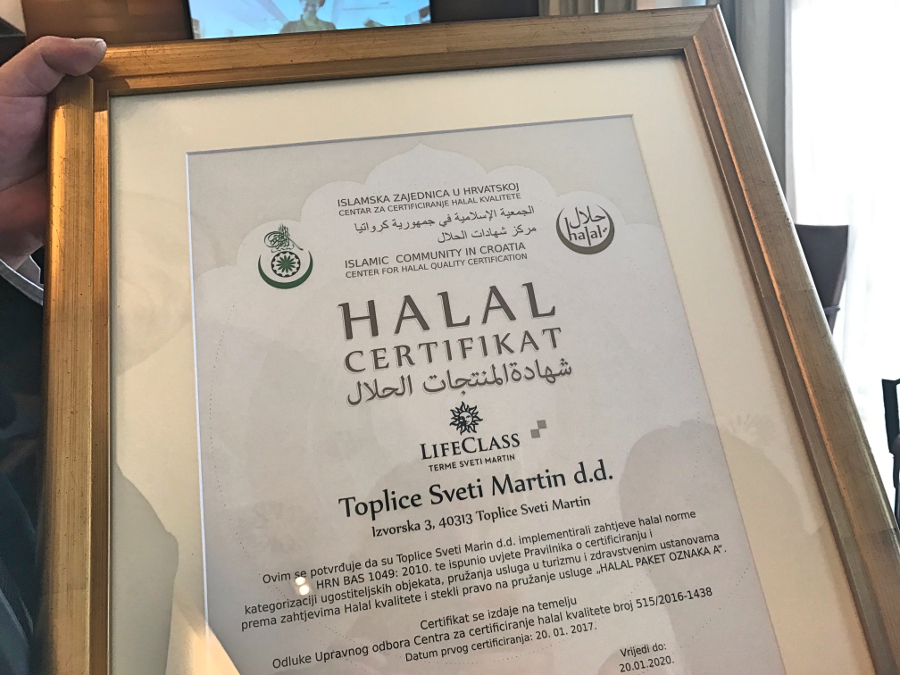 ISLAMSKA ZAJEDNICA U HRVATSKOJ
CENTAR ZA CERTIFICIRANJE HALAL KVALITETE
الجمعية الإسلامية في جمهورية كرواتيا
مركز شهادات الحلال
ISLAMIC COMMUNITY IN CROATIA
CENTER FOR HALAL QUALITY CERTIFICATION
حلال
halal
HALAL
CERTIFIKAT
شهادة المنتجات الحلال
LIFECLASS
TERME SVETI MARTIN
Toplice Sveti Martin d.d.
Izvorska 3, 40313 Toplice Sveti Martin
Ovim se potvrđuje da su Toplice Sveti Marin d.d. implementirali zahtjeve halal norme
HRN BAS 1049: 2010. te ispunio uvjete Pravilnika o certificiranju i
kategorizaciji ugostiteljskih objekata, pružanja usluga u turizmu i zdravstvenim ustanovama
prema zahtjevima Halal kvalitete i stekli pravo na pružanje usluge „HALAL PAKET OZNAKA A“.
Certifikat se izdaje na temelju
Odluke Upravnog odbora Centra za certificiranje halal kvalitete broj 515/2016-1438
Datum prvog certificiranja: 20. 01. 2017.
Vrijedi do:
20.01.2020.